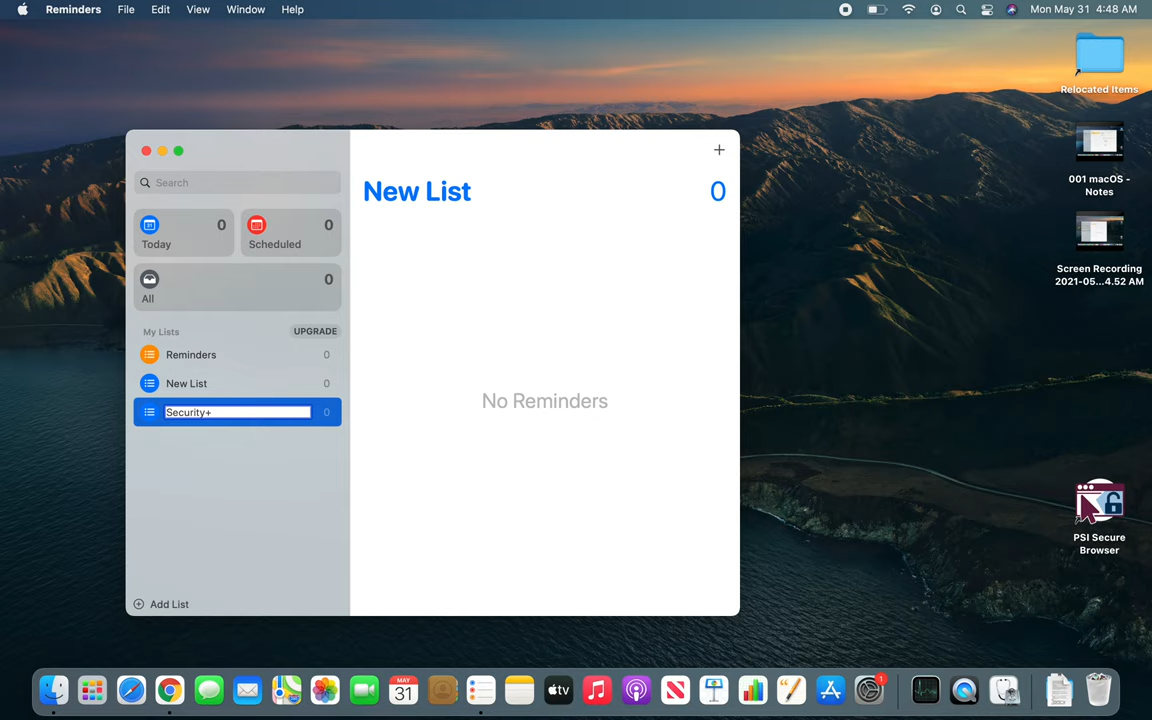 Reminders File Edit View Window Help Mon May 31 4:48 AM
Relocated Items
001 macOS -
Notes
Screen Recording
2021-05...4.52 AM
PSI Secure
Browser
Search
Today 0
Scheduled 0
All 0
My Lists UPGRADE
Reminders 0
New List 0
Security+ 0
Add List
New List 0
No Reminders
MAY
31
tv
1